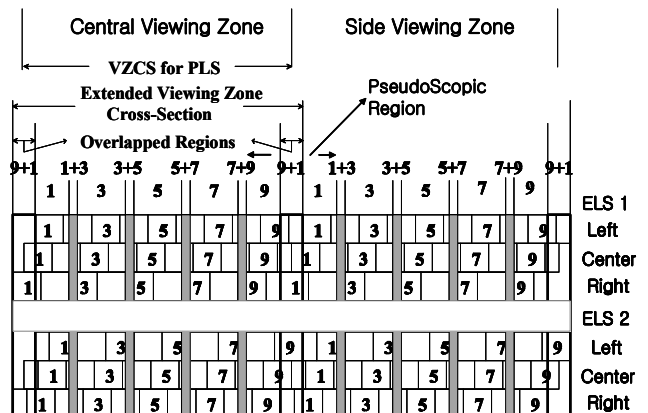 Central Viewing Zone Side Viewing Zone
VZCS for PLS
PseudoScopic
Region
Extended Viewing Zone
Cross-Section
Overlapped Regions
9+1 1+3 3+5 5+7 7+9 9+1 1+3 3+5 5+7 7+9 9+1
1 3 5 7 9 1 3 5 7 9
ELS 1
1 3 5 7 9 1 3 5 7 9 Left
1 3 5 7 9 1 3 5 7 9 Center
1 3 5 7 9 1 3 5 7 9 Right
ELS 2
1 3 5 7 9 1 3 5 7 9 Left
1 3 5 7 9 1 3 5 7 9 Center
1 3 5 7 9 1 3 5 7 9 Right